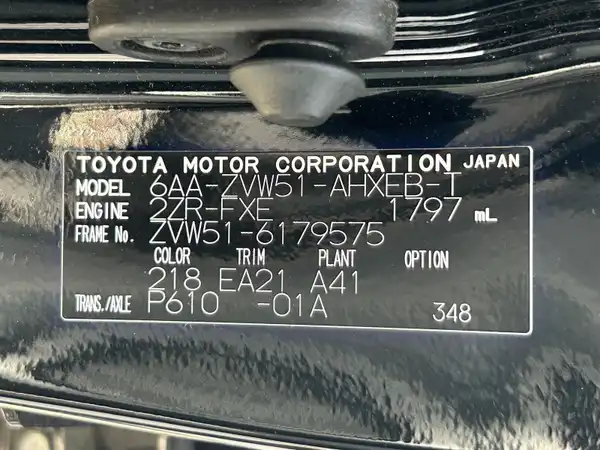 TOYOTA MOTOR CORPORATION JAPAN
MODEL 6AA-ZVW51-AHXEB-T
ENGINE 2ZR-FXE 1797 mL
FRAME No. ZVW51-6179575
COLOR TRIM PLANT OPTION
218 EA21 A41
TRANS./AXLE P610 -01A 348